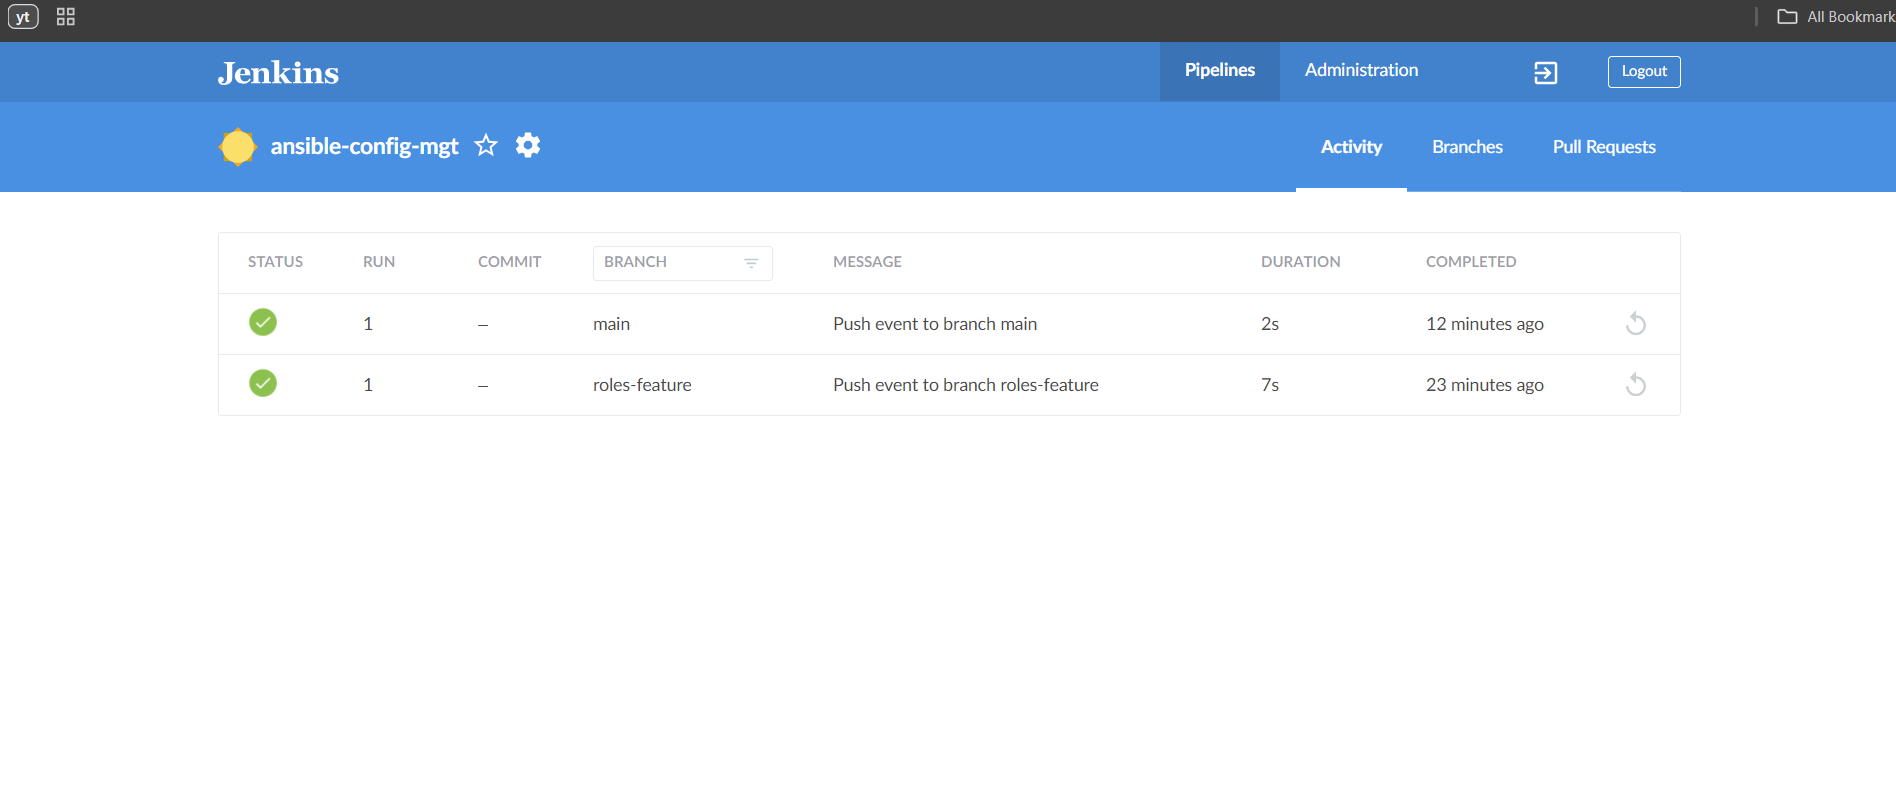 yt
All Bookmark
Jenkins Pipelines Administration Logout
ansible-config-mgt Activity Branches Pull Requests
STATUS RUN COMMIT BRANCH MESSAGE DURATION COMPLETED
1 – main Push event to branch main 2s 12 minutes ago
1 – roles-feature Push event to branch roles-feature 7s 23 minutes ago